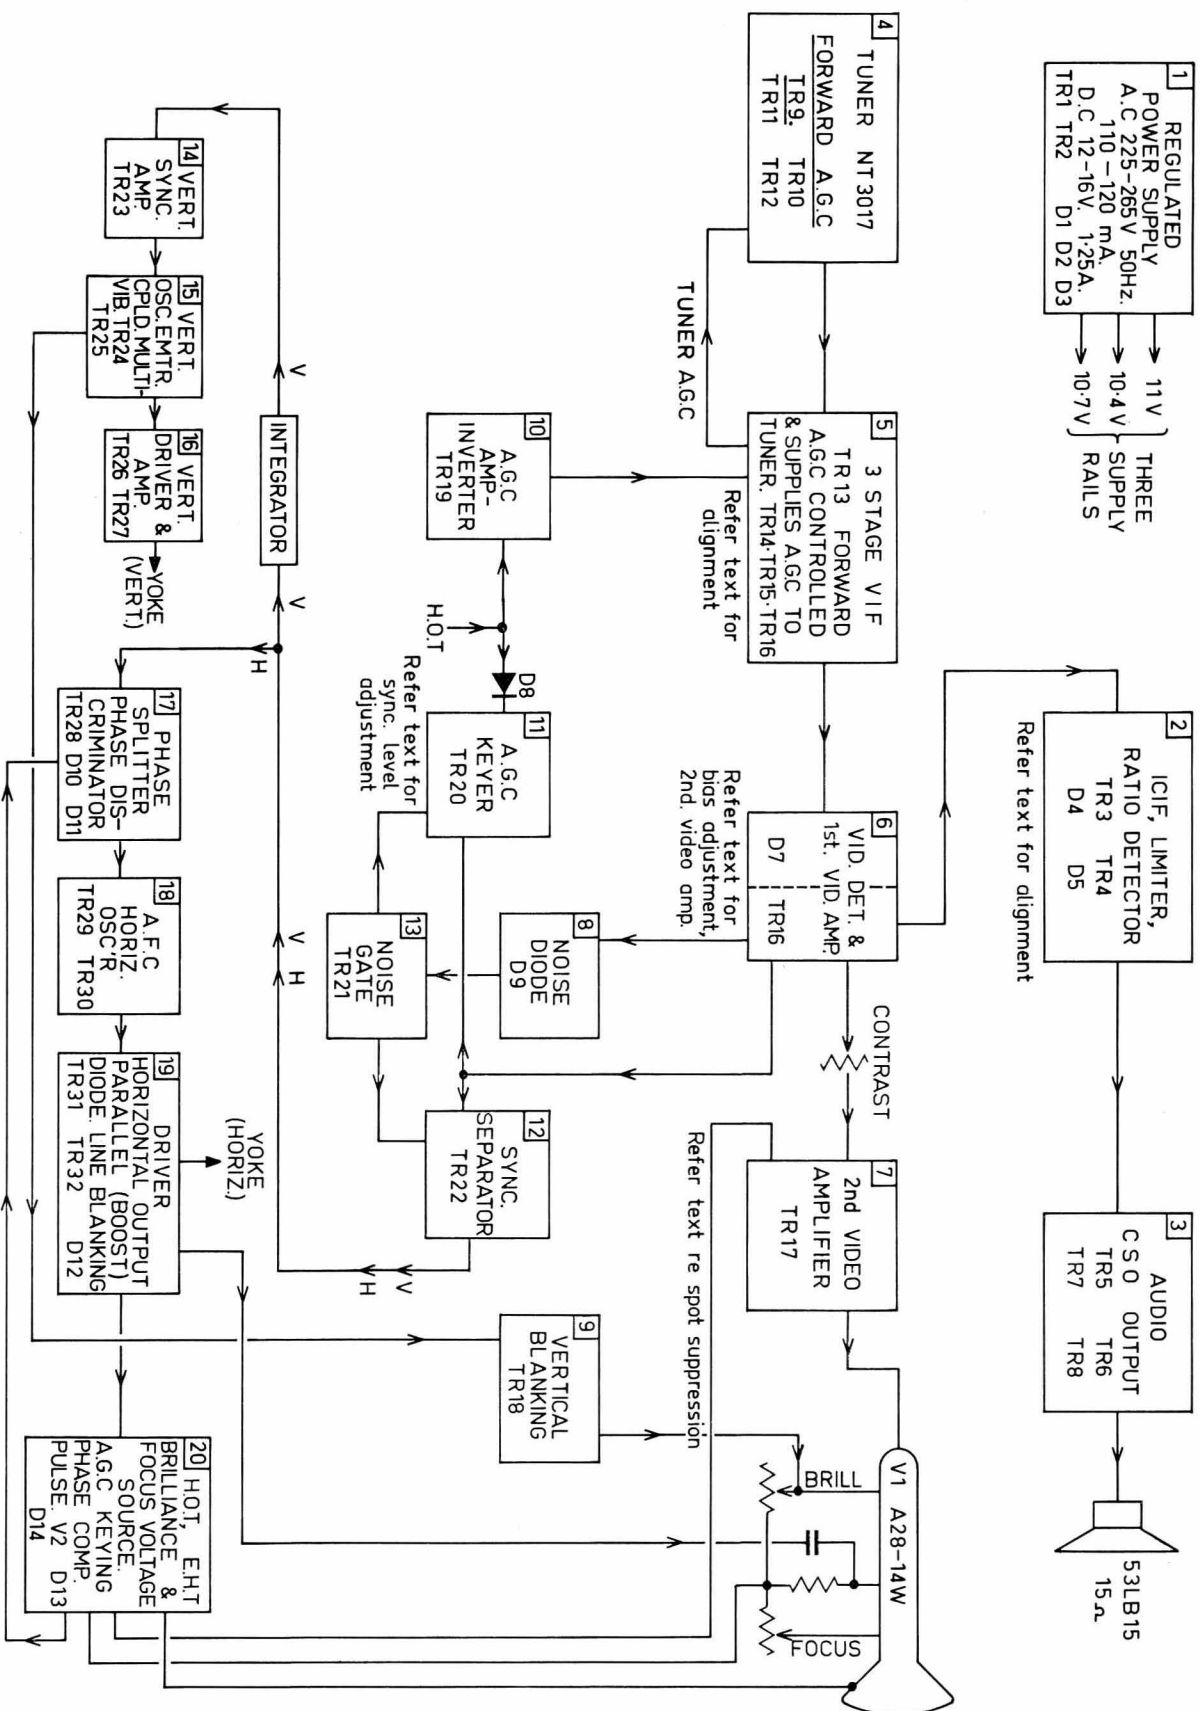 1
REGULATED
POWER SUPPLY
A.C 225-265V 50Hz.
110-120 mA.
D.C 12-16V. 1·25A.
TR1 TR2 D1 D2 D3
11V
10·4V
10·7V
THREE
SUPPLY
RAILS
2
ICIF, LIMITER,
RATIO DETECTOR
TR3 TR4
D4 D5
Refer text for alignment
3
AUDIO
CSO OUTPUT
TR5 TR6
TR7 TR8
53LB15
15Ω
4
TUNER NT3017
FORWARD A.G.C
TR9. TR10
TR11 TR12
TUNER A.G.C
5
3 STAGE VIF
TR13 FORWARD
A.G.C CONTROLLED
& SUPPLIES A.G.C TO
TUNER. TR14·TR15·TR16
Refer text for
alignment
6
VID. DET. &
1st. VID. AMP.
D7 TR16
Refer text for
bias adjustment,
2nd. video amp.
CONTRAST
7
2nd VIDEO
AMPLIFIER
TR17
Refer text re spot suppression
V1 A28-14W
BRILL
FOCUS
8
NOISE
DIODE
D9
9
VERTICAL
BLANKING
TR18
10
A.G.C
AMP-
INVERTER
TR19
H.O.T
D8
11
A.G.C
KEYER
TR20
Refer text for
sync. level
adjustment
12
SYNC.
SEPARATOR
TR22
13
NOISE
GATE
TR21
V
H
V
INTEGRATOR
V
V
H
H
14 VERT.
SYNC.
AMP.
TR23
15 VERT.
OSC.EMTR.
CPLD.MULTI-
VIB.TR24
TR25
16 VERT.
DRIVER &
AMP.
TR26 TR27
YOKE
(VERT.)
17 PHASE
SPLITTER
PHASE DIS-
CRIMINATOR
TR28 D10 D11
18
A.F.C
HORIZ.
OSC'R
TR29 TR30
19 DRIVER
HORIZONTAL OUTPUT
PARALLEL (BOOST)
DIODE. LINE BLANKING
TR31 TR32 D12
YOKE
(HORIZ.)
20 H.O.T, E.H.T
BRILLIANCE &
FOCUS VOLTAGE
SOURCE.
A.G.C KEYING
PHASE COMP.
PULSE. V2 D13
D14